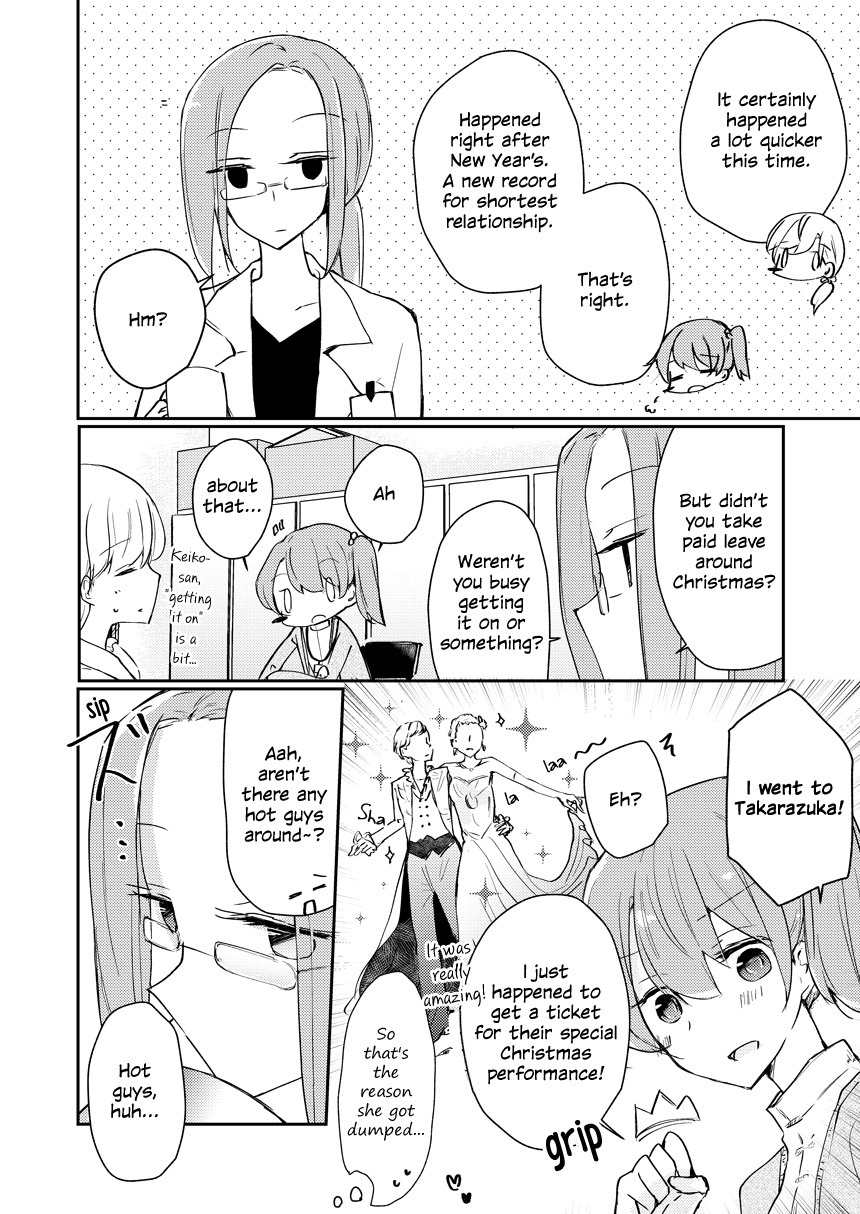 It certainly
happened
a lot quicker
this time.
Happened
right after
New Year's.
A new record
for shortest
relationship.
That's
right.
Hm?
But didn't
you take
paid leave
around
Christmas?
Weren't
you busy
getting
it on or
something?
Ah
about
that...
Keiko-
san,
"getting
it on"
is a
bit...
I went to
Takarazuka!
Eh?
laa
la
Sha
It was
really
amazing!
I just
happened to
get a ticket
for their special
Christmas
performance!
grip
So
that's
the
reason
she got
dumped...
sip
Aah,
aren't
there any
hot guys
around~?
Hot
guys,
huh...